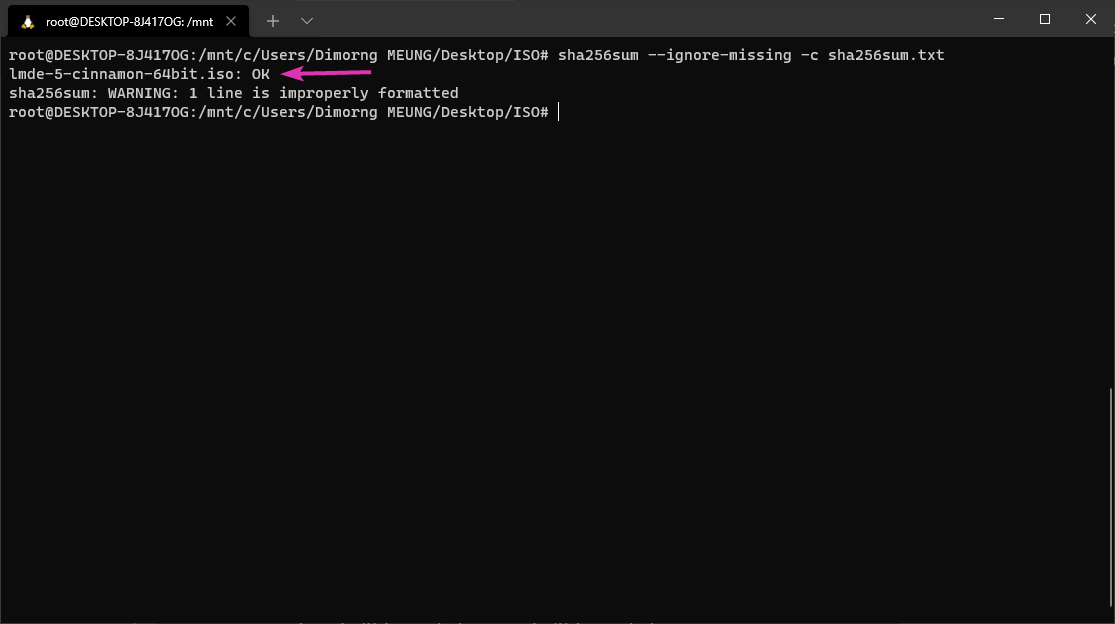 root@DESKTOP-8J417OG: /mnt
root@DESKTOP-8J417OG:/mnt/c/Users/Dimorng MEUNG/Desktop/ISO# sha256sum --ignore-missing -c sha256sum.txt
lmde-5-cinnamon-64bit.iso: OK
sha256sum: WARNING: 1 line is improperly formatted
root@DESKTOP-8J417OG:/mnt/c/Users/Dimorng MEUNG/Desktop/ISO#